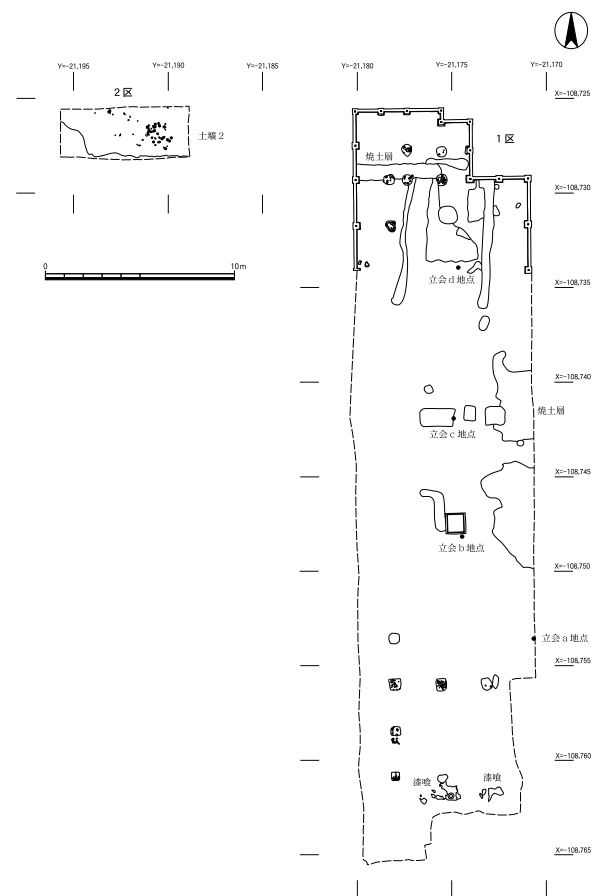 Y=-21,195
Y=-21,190
Y=-21,185
Y=-21,180
Y=-21,175
Y=-21,170
X=-108,725
2区
土壙2
1区
焼土層
X=-108,730
0
10m
立会d地点
X=-108,735
X=-108,740
焼土層
立会c地点
X=-108,745
立会b地点
X=-108,750
立会a地点
X=-108,755
X=-108,760
漆喰
漆喰
X=-108,765